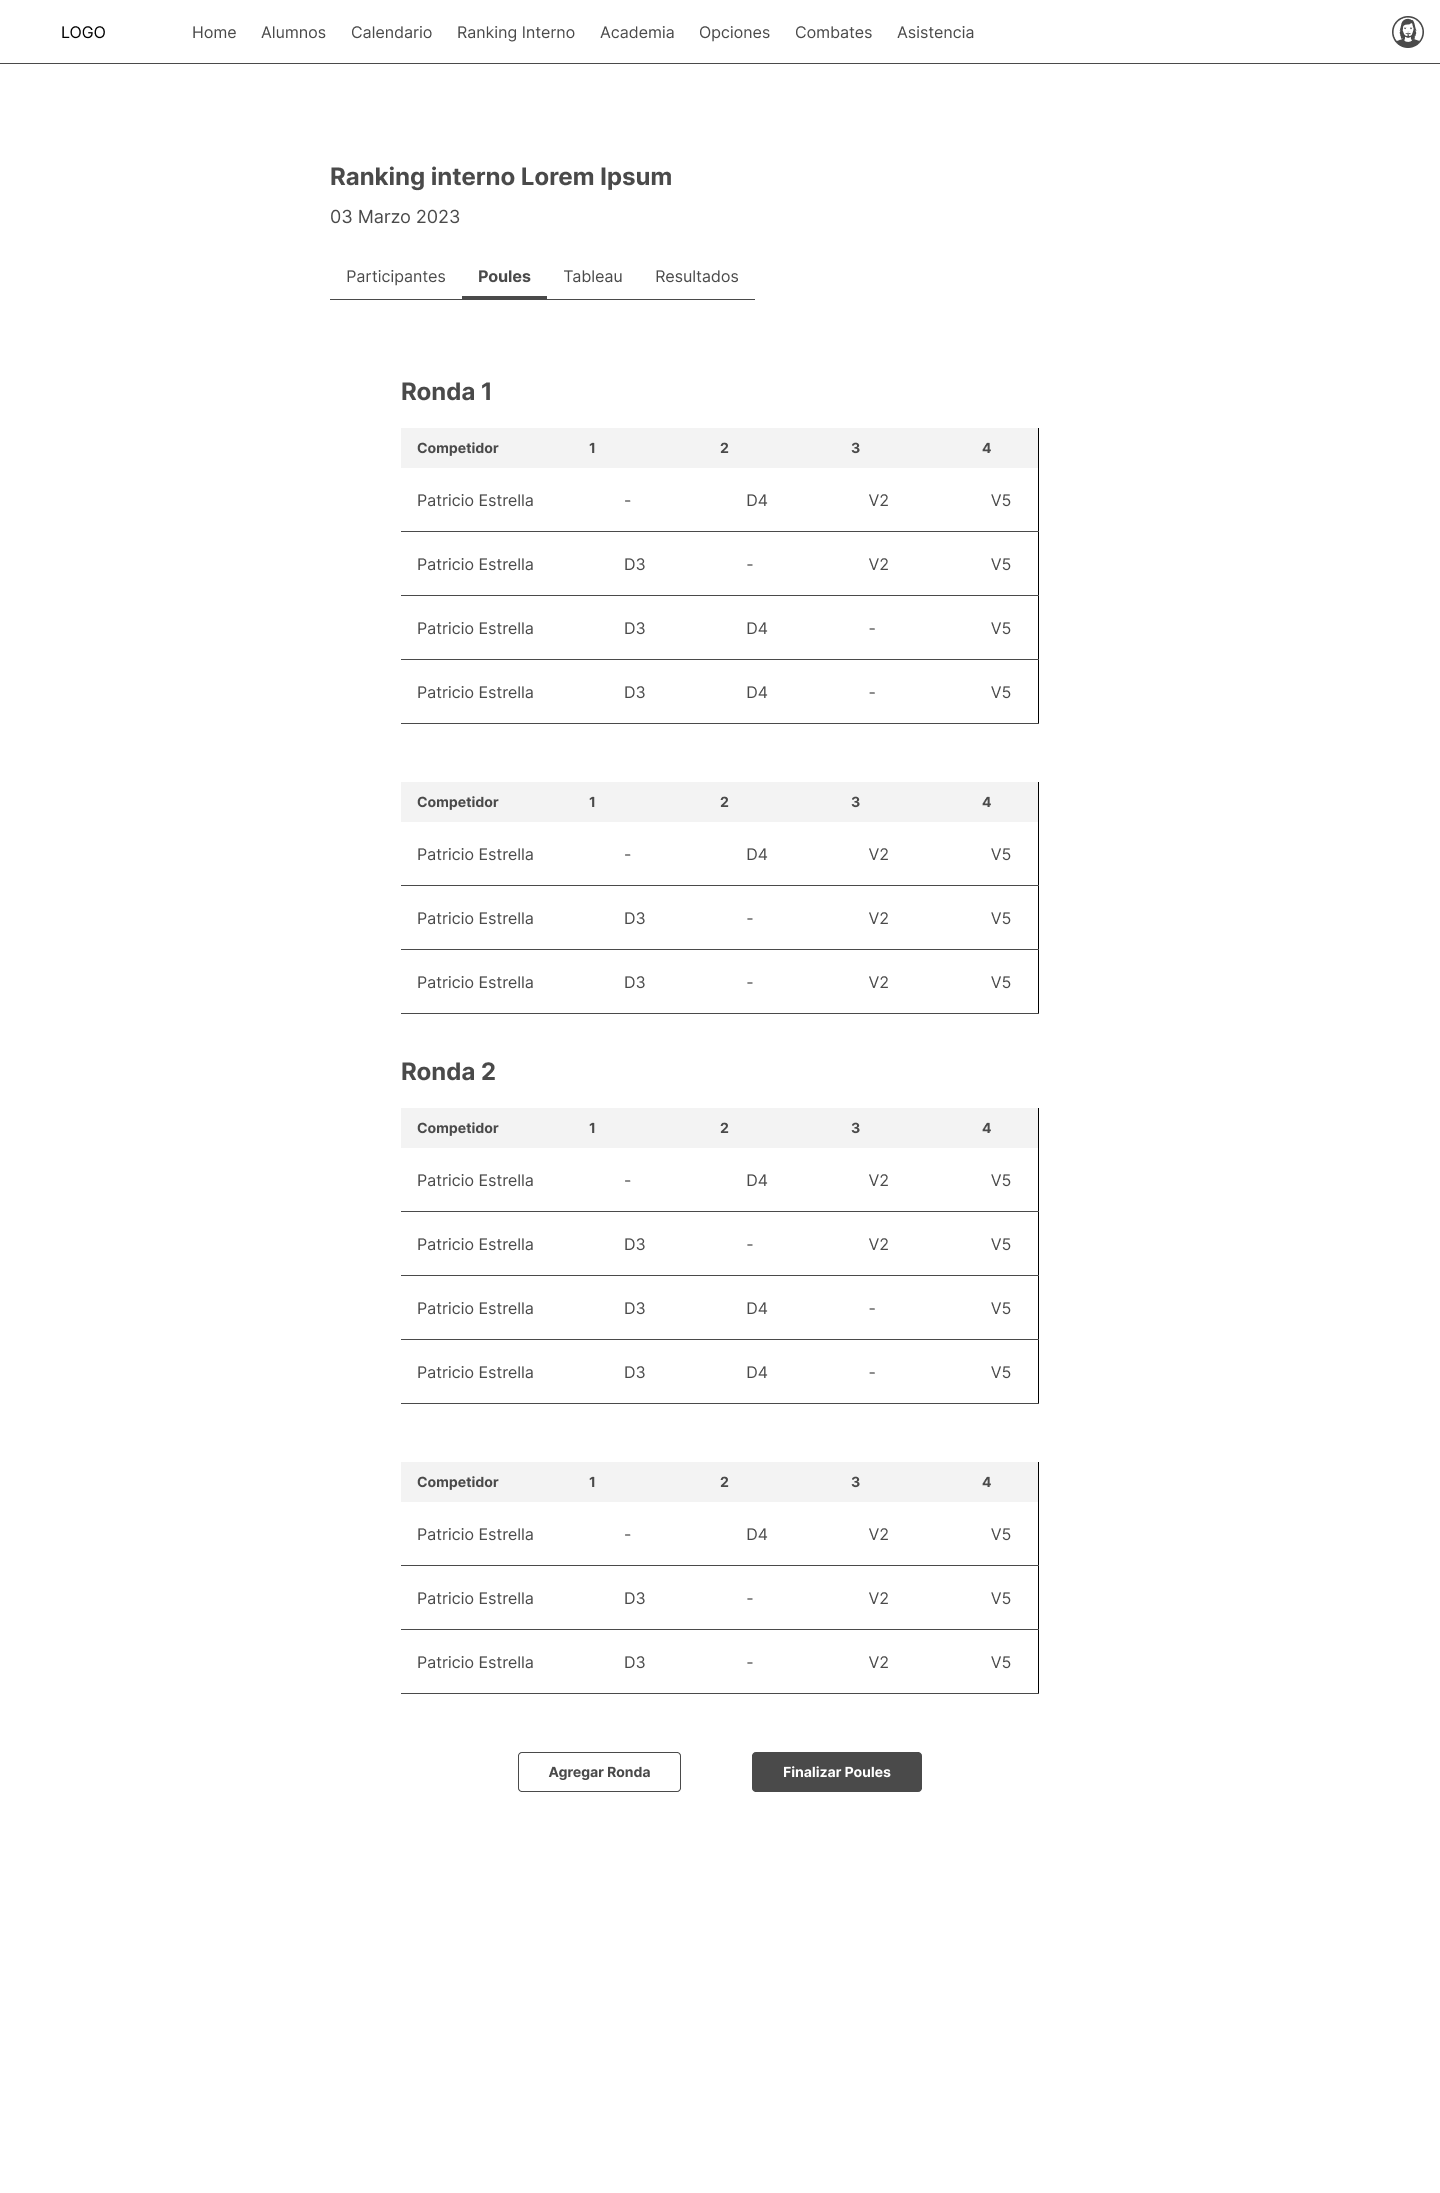 LOGO Home Alumnos Calendario Ranking Interno Academia Opciones Combates Asistencia
Ranking interno Lorem Ipsum
03 Marzo 2023
Participantes Poules Tableau Resultados
Ronda 1
Competidor 1 2 3 4
Patricio Estrella - D4 V2 V5
Patricio Estrella D3 - V2 V5
Patricio Estrella D3 D4 - V5
Patricio Estrella D3 D4 - V5
Competidor 1 2 3 4
Patricio Estrella - D4 V2 V5
Patricio Estrella D3 - V2 V5
Patricio Estrella D3 - V2 V5
Ronda 2
Competidor 1 2 3 4
Patricio Estrella - D4 V2 V5
Patricio Estrella D3 - V2 V5
Patricio Estrella D3 D4 - V5
Patricio Estrella D3 D4 - V5
Competidor 1 2 3 4
Patricio Estrella - D4 V2 V5
Patricio Estrella D3 - V2 V5
Patricio Estrella D3 - V2 V5
Agregar Ronda Finalizar Poules